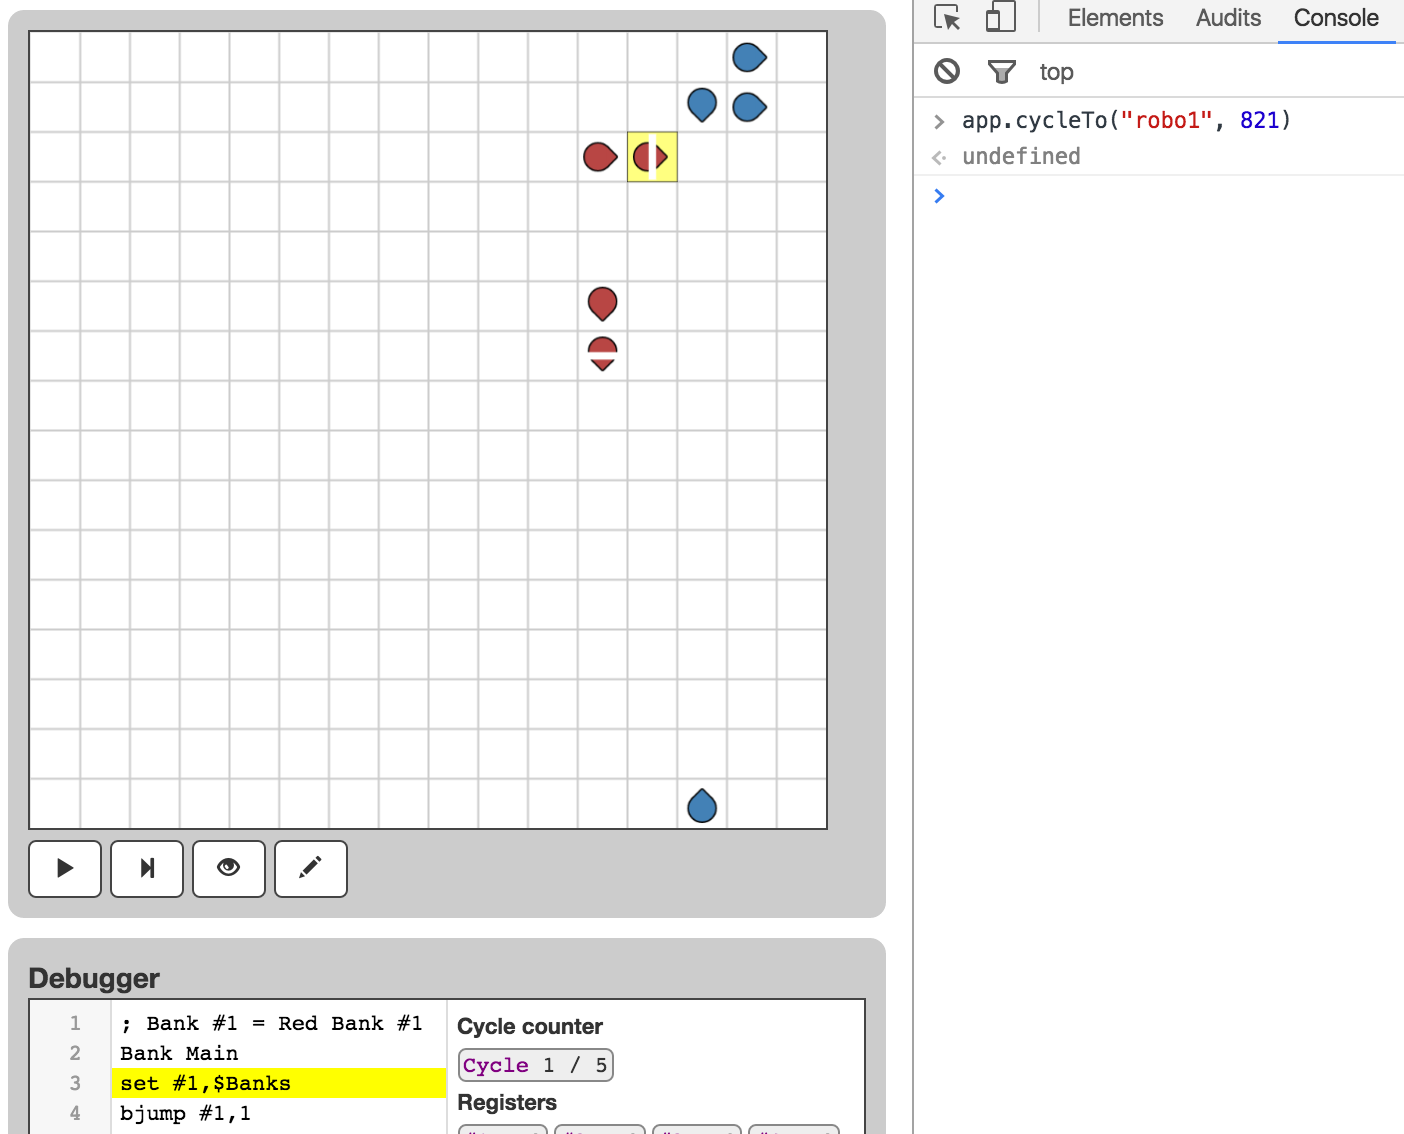 Elements Audits Console
top
> app.cycleTo("robo1", 821)
undefined
>
Debugger
1 ; Bank #1 = Red Bank #1
2 Bank Main
3 set #1,$Banks
4 bjump #1,1
Cycle counter
Cycle 1 / 5
Registers